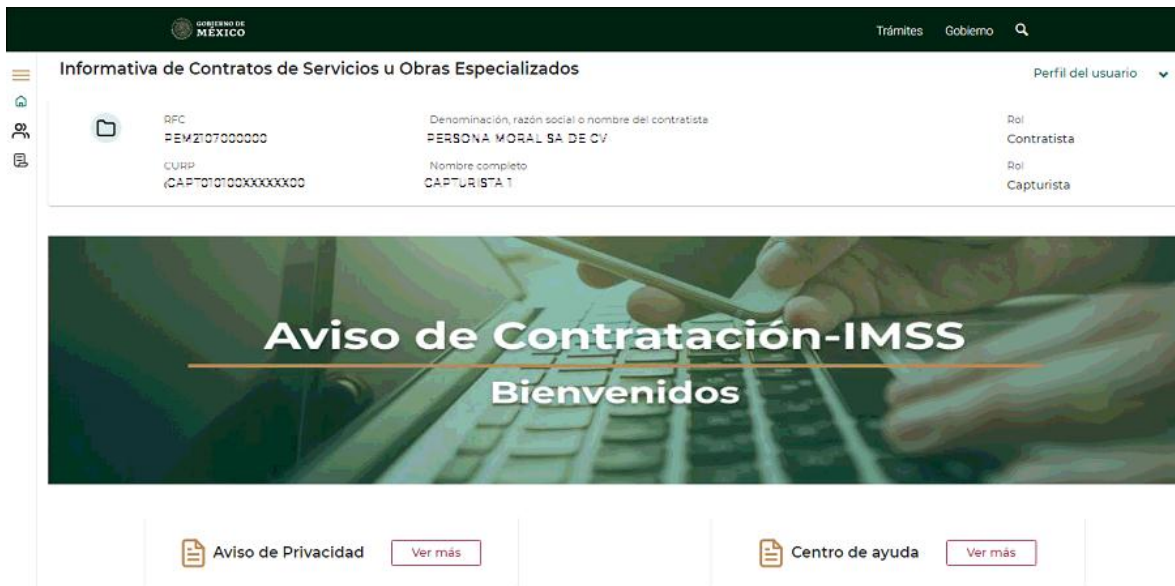 GOBIERNO DE
MÉXICO
Trámites Gobierno
Informativa de Contratos de Servicios u Obras Especializados
Perfil del usuario
RFC Denominación, razón social o nombre del contratista Rol
PEM2107000000 PERSONA MORAL SA DE CV Contratista
CURP Nombre completo Rol
CAPT010100XXXXXX00 CAPTURISTA 1 Capturista
Aviso de Contratación-IMSS
Bienvenidos
Aviso de Privacidad Ver más Centro de ayuda Ver más